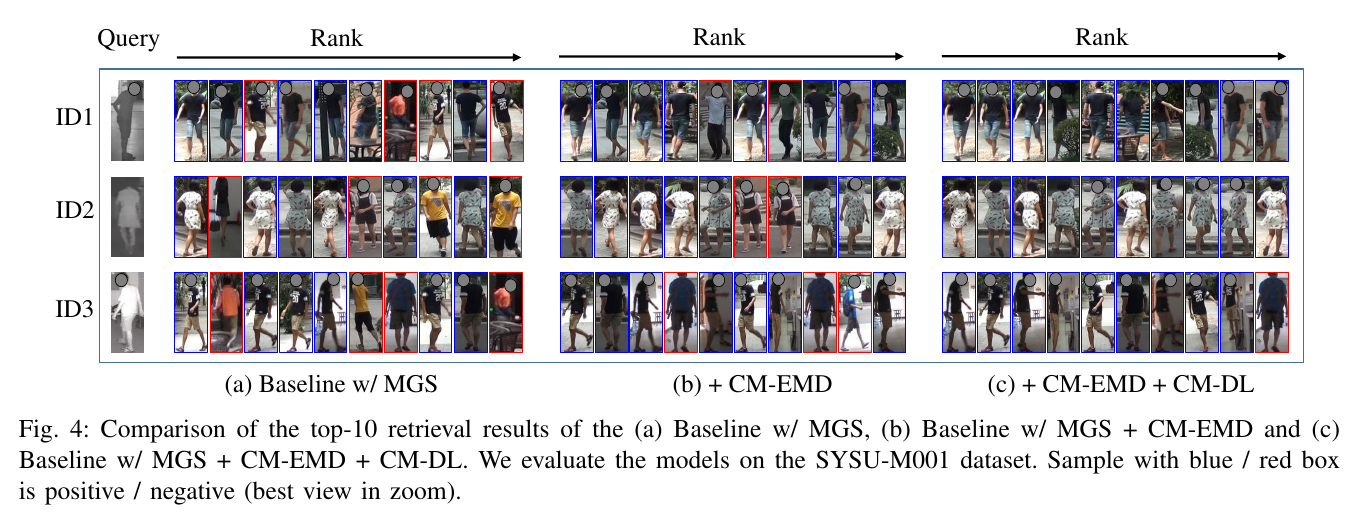 Query Rank Rank Rank
ID1
ID2
ID3
(a) Baseline w/ MGS (b) + CM-EMD (c) + CM-EMD + CM-DL
Fig. 4: Comparison of the top-10 retrieval results of the (a) Baseline w/ MGS, (b) Baseline w/ MGS + CM-EMD and (c)
Baseline w/ MGS + CM-EMD + CM-DL. We evaluate the models on the SYSU-M001 dataset. Sample with blue / red box
is positive / negative (best view in zoom).